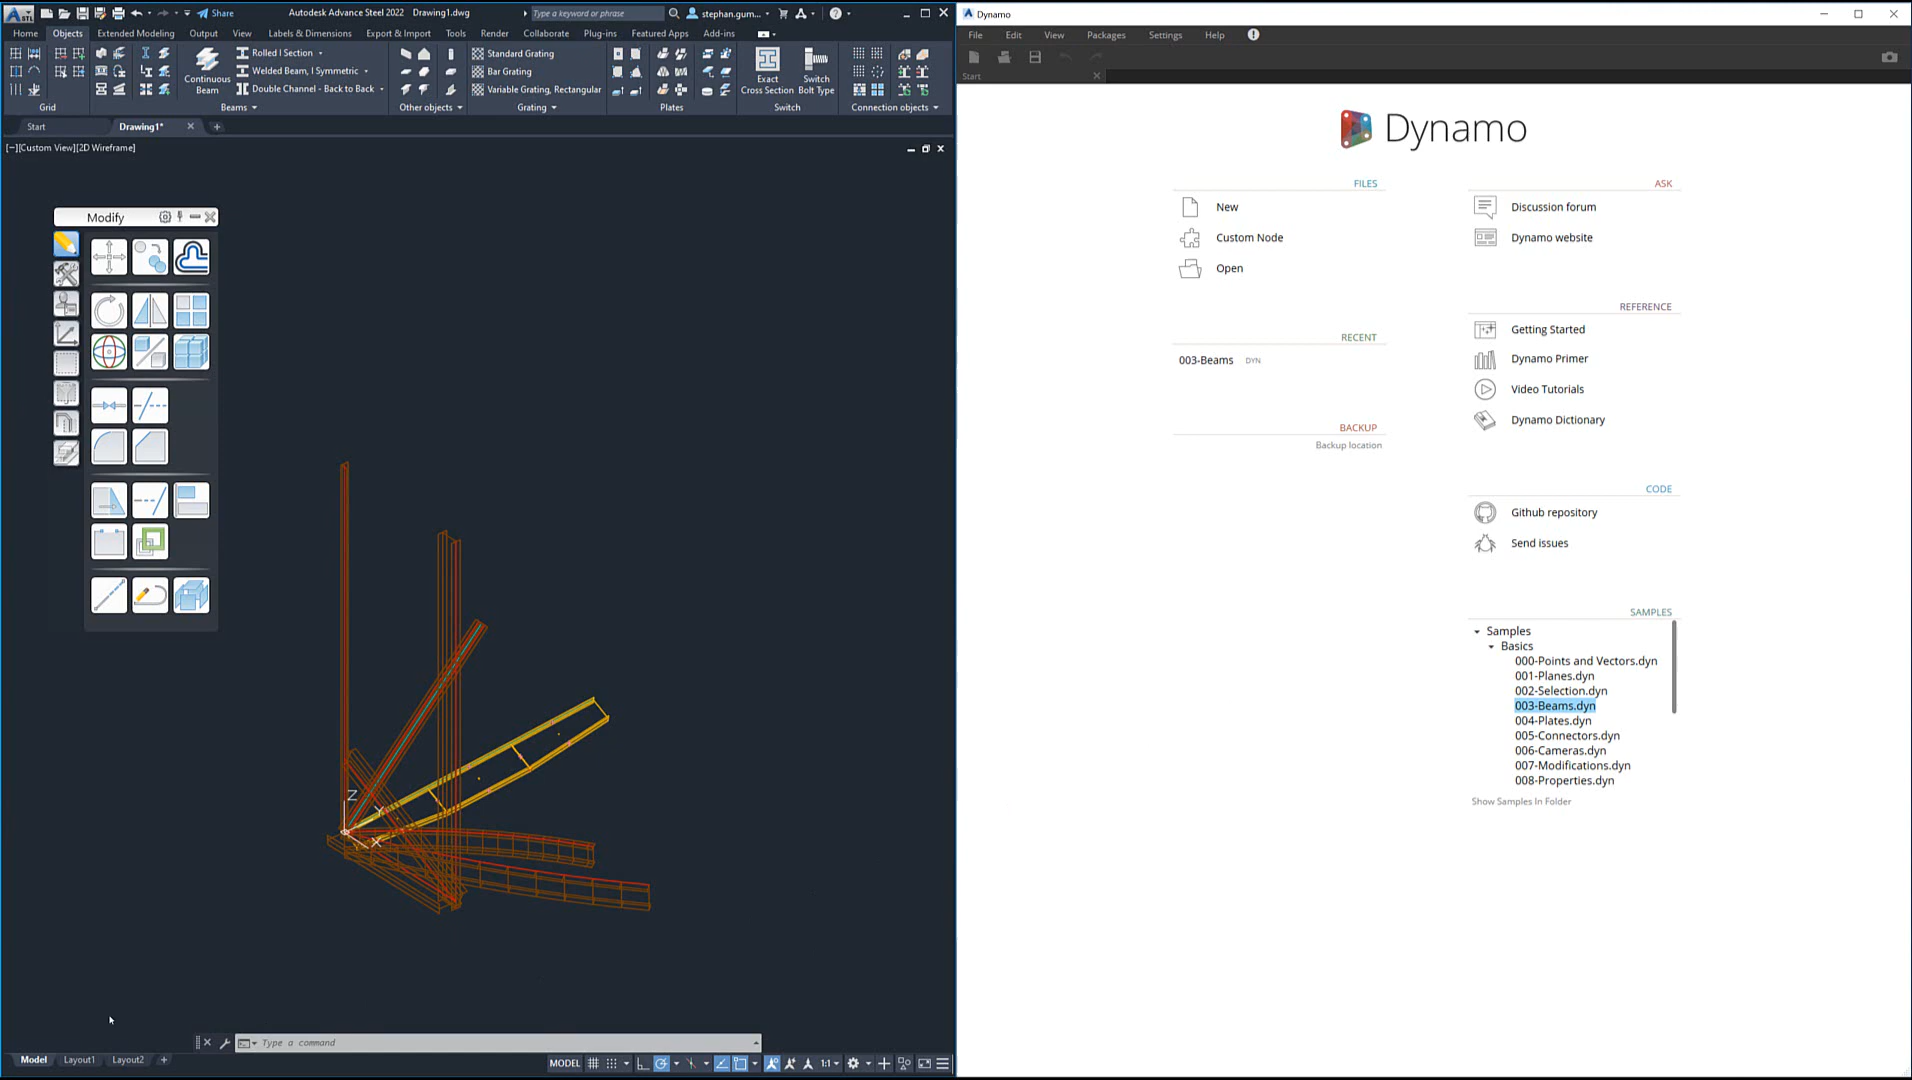 Share
Autodesk Advance Steel 2022 Drawing1.dwg
Type a keyword or phrase
stephan.gum...
Home Objects Extended Modeling Output View Labels & Dimensions Export & Import Tools Render Collaborate Plug-ins Featured Apps Add-ins
Continuous Beam
Rolled I Section
Welded Beam, I Symmetric
Double Channel - Back to Back
Standard Grating
Bar Grating
Variable Grating, Rectangular
Exact Cross Section
Switch Bolt Type
Grid Beams Other objects Grating Plates Switch Connection objects
Start Drawing1*
[−][Custom View][2D Wireframe]
Modify
Z
X
Type a command
Model Layout1 Layout2
MODEL
1:1
Dynamo
File Edit View Packages Settings Help
Start
Dynamo
FILES
New
Custom Node
Open
RECENT
003-Beams DYN
BACKUP
Backup location
ASK
Discussion forum
Dynamo website
REFERENCE
Getting Started
Dynamo Primer
Video Tutorials
Dynamo Dictionary
CODE
Github repository
Send issues
SAMPLES
Samples
Basics
000-Points and Vectors.dyn
001-Planes.dyn
002-Selection.dyn
003-Beams.dyn
004-Plates.dyn
005-Connectors.dyn
006-Cameras.dyn
007-Modifications.dyn
008-Properties.dyn
Show Samples In Folder